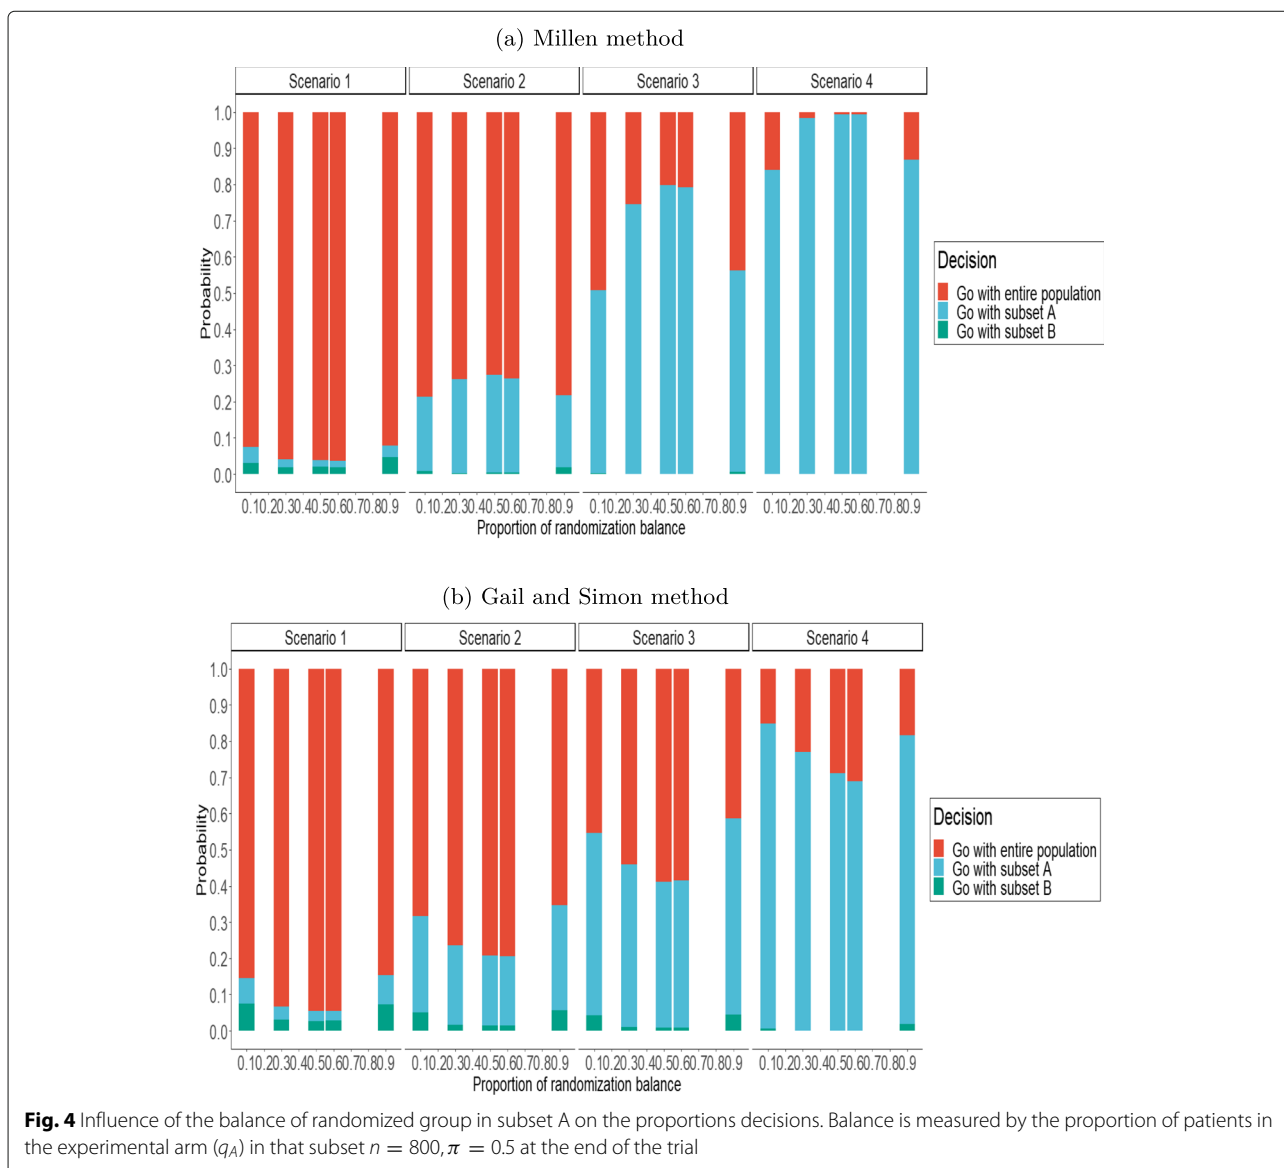 (a) Millen method
Scenario 1
Scenario 2
Scenario 3
Scenario 4
1.0
0.9
0.8
0.7
0.6
0.5
0.4
0.3
0.2
0.1
0.0
Probability
0.10.20.30.40.50.60.70.80.9
0.10.20.30.40.50.60.70.80.9
0.10.20.30.40.50.60.70.80.9
0.10.20.30.40.50.60.70.80.9
Proportion of randomization balance
Decision
Go with entire population
Go with subset A
Go with subset B
(b) Gail and Simon method
Scenario 1
Scenario 2
Scenario 3
Scenario 4
1.0
0.9
0.8
0.7
0.6
0.5
0.4
0.3
0.2
0.1
0.0
Probability
0.10.20.30.40.50.60.70.80.9
0.10.20.30.40.50.60.70.80.9
0.10.20.30.40.50.60.70.80.9
0.10.20.30.40.50.60.70.80.9
Proportion of randomization balance
Decision
Go with entire population
Go with subset A
Go with subset B
Fig. 4 Influence of the balance of randomized group in subset A on the proportions decisions. Balance is measured by the proportion of patients in
the experimental arm (qA) in that subset n = 800, π = 0.5 at the end of the trial